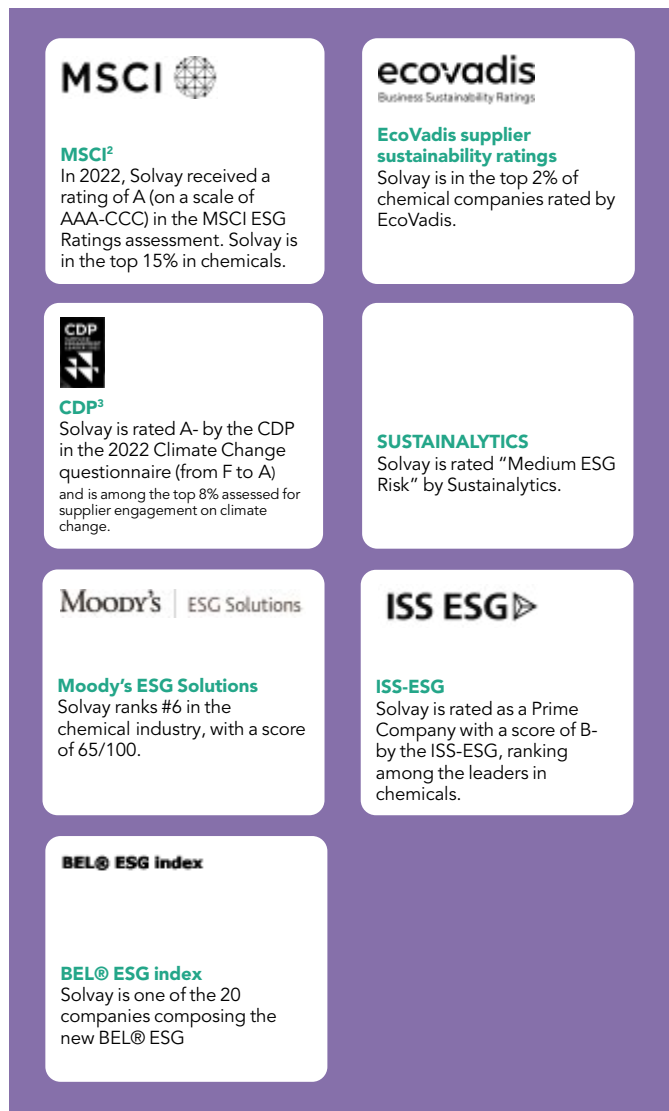 MSCI
MSCI²
In 2022, Solvay received a
rating of A (on a scale of
AAA-CCC) in the MSCI ESG
Ratings assessment. Solvay is
in the top 15% in chemicals.
ecovadis
Business Sustainability Ratings
EcoVadis supplier
sustainability ratings
Solvay is in the top 2% of
chemical companies rated by
EcoVadis.
CDP
CDP³
Solvay is rated A- by the CDP
in the 2022 Climate Change
questionnaire (from F to A)
and is among the top 8% assessed for
supplier engagement on climate
change.
SUSTAINALYTICS
Solvay is rated “Medium ESG
Risk” by Sustainalytics.
MOODY'S | ESG Solutions
Moody’s ESG Solutions
Solvay ranks #6 in the
chemical industry, with a score
of 65/100.
ISS ESG
ISS-ESG
Solvay is rated as a Prime
Company with a score of B-
by the ISS-ESG, ranking
among the leaders in
chemicals.
BEL® ESG index
BEL® ESG index
Solvay is one of the 20
companies composing the
new BEL® ESG